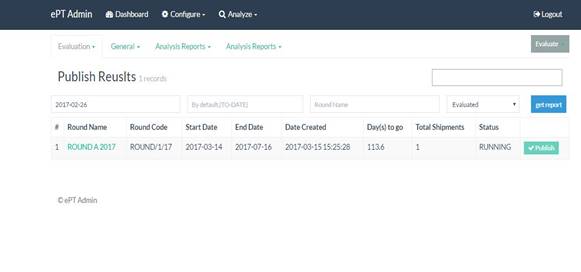 ePT Admin Dashboard Configure Analyze Logout
Evaluation General Analysis Reports Analysis Reports Evaluate
Publish Reuslts 1 records
2017-02-26 By default,(TO-DATE) Round Name Evaluated get report
# Round Name Round Code Start Date End Date Date Created Day(s) to go Total Shipments Status
1 ROUND A 2017 ROUND/1/17 2017-03-14 2017-07-16 2017-03-15 15:25:28 113.6 1 RUNNING Publish
© ePT Admin